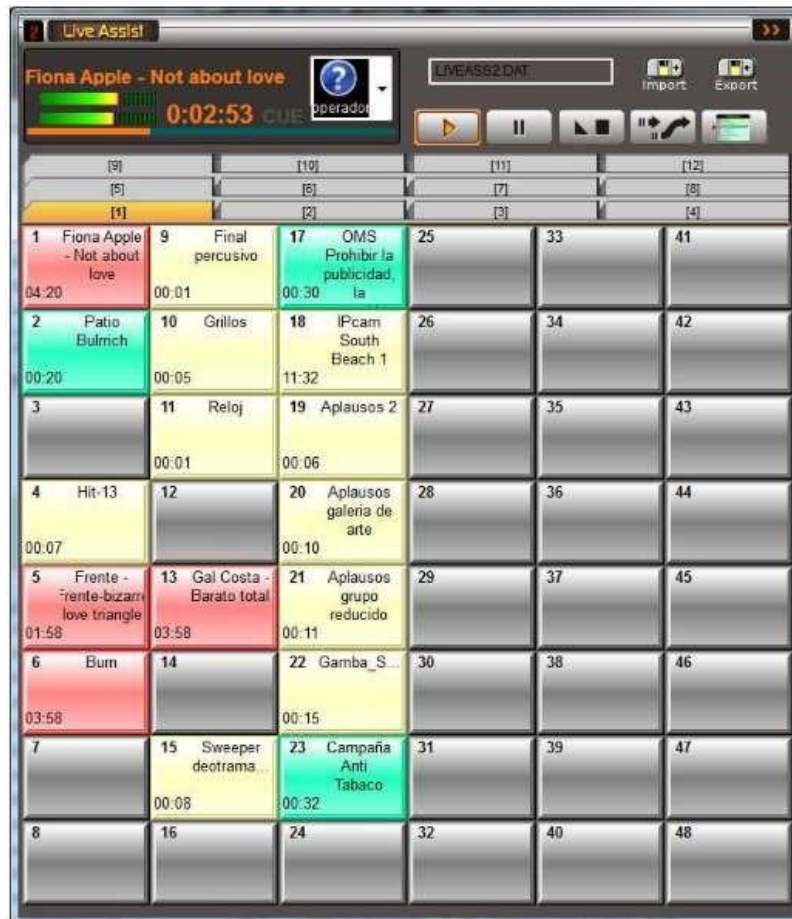 2 Live Assist >>
Fiona Apple - Not about love
0:02:53 CUE
operador
LIVEASS2.DAT
Import Export
[9] [10] [11] [12]
[5] [6] [7] [8]
[1] [2] [3] [4]
1 Fiona Apple
- Not about
love
04:20
9 Final
percusivo
00:01
17 OMS
Prohibir la
publicidad,
00:30 la
25
33
41
2 Patio
Bullrich
00:20
10 Grillos
00:05
18 IPcam
South
Beach 1
11:32
26
34
42
3
11 Reloj
00:01
19 Aplausos 2
00:06
27
35
43
4 Hit-13
00:07
12
20 Aplausos
galeria de
arte
00:10
28
36
44
5 Frente -
Frente-bizarre
love triangle
01:58
13 Gal Costa -
Barato total
03:58
21 Aplausos
grupo
reducido
00:11
29
37
45
6 Burn
03:58
14
22 Gamba_S...
00:15
30
38
46
7
15 Sweeper
deotrama...
00:08
23 Campaña
Anti
Tabaco
00:32
31
39
47
8
16
24
32
40
48